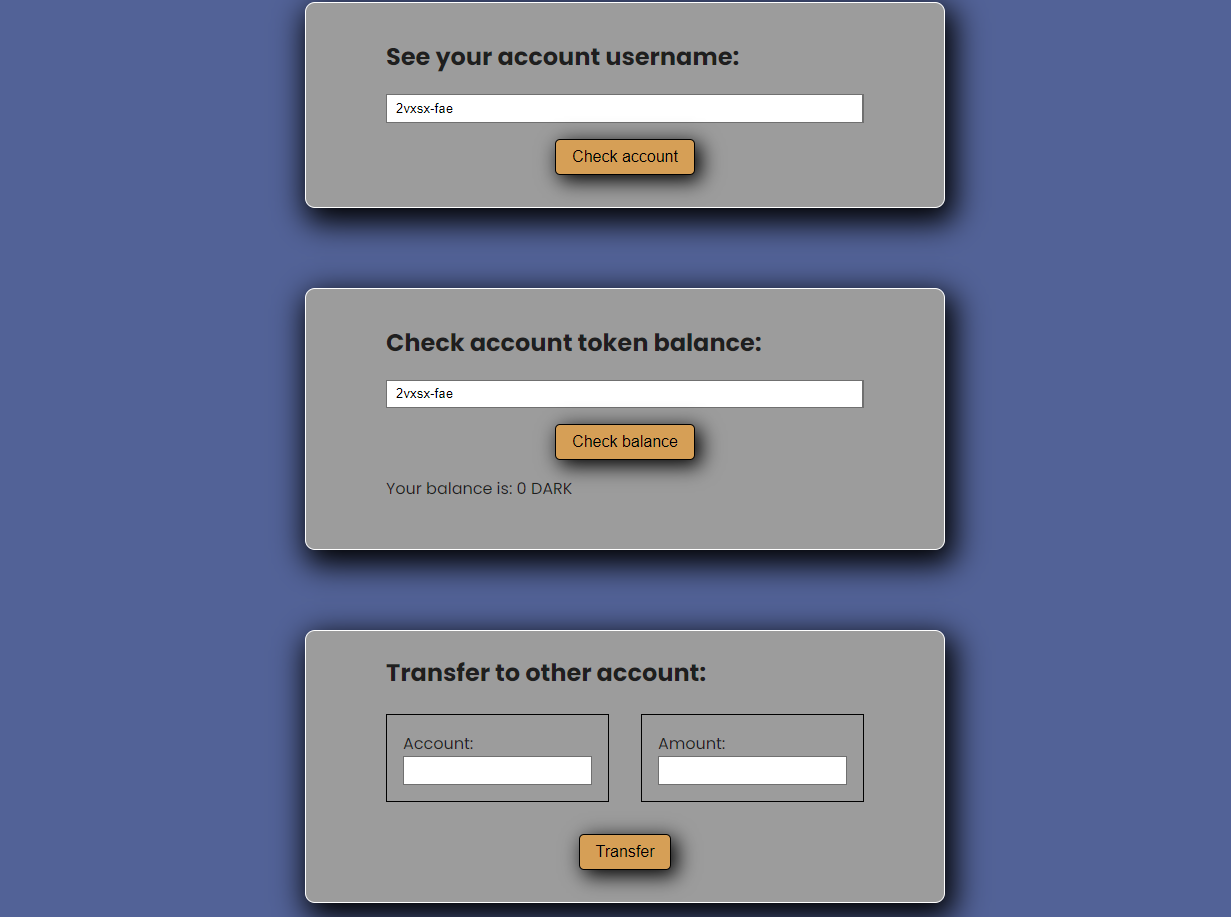 See your account username:
2vxsx-fae
Check account
Check account token balance:
2vxsx-fae
Check balance
Your balance is: 0 DARK
Transfer to other account:
Account:
Amount:
Transfer